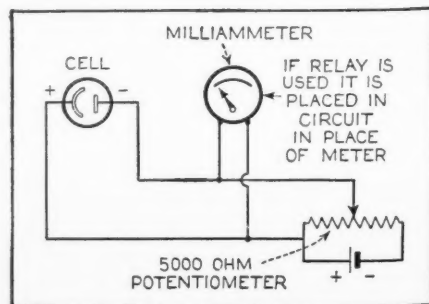 MILLIAMMETER
CELL
+ -
IF RELAY IS
USED IT IS
PLACED IN
CIRCUIT
IN PLACE
OF METER
5000 OHM
POTENTIOMETER
+ -